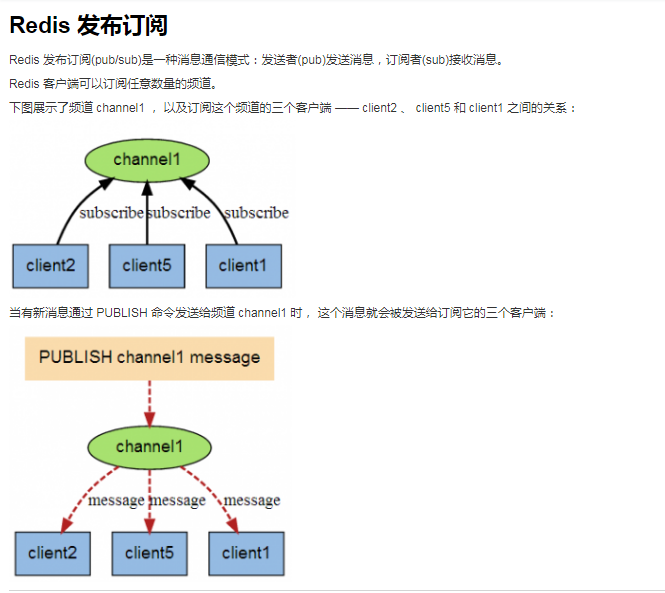 Redis 发布订阅
Redis 发布订阅(pub/sub)是一种消息通信模式：发送者(pub)发送消息，订阅者(sub)接收消息。
Redis 客户端可以订阅任意数量的频道。
下图展示了频道 channel1 ， 以及订阅这个频道的三个客户端 —— client2 、 client5 和 client1 之间的关系：
channel1
subscribe subscribe subscribe
client2 client5 client1
当有新消息通过 PUBLISH 命令发送给频道 channel1 时， 这个消息就会被发送给订阅它的三个客户端：
PUBLISH channel1 message
channel1
message message message
client2 client5 client1